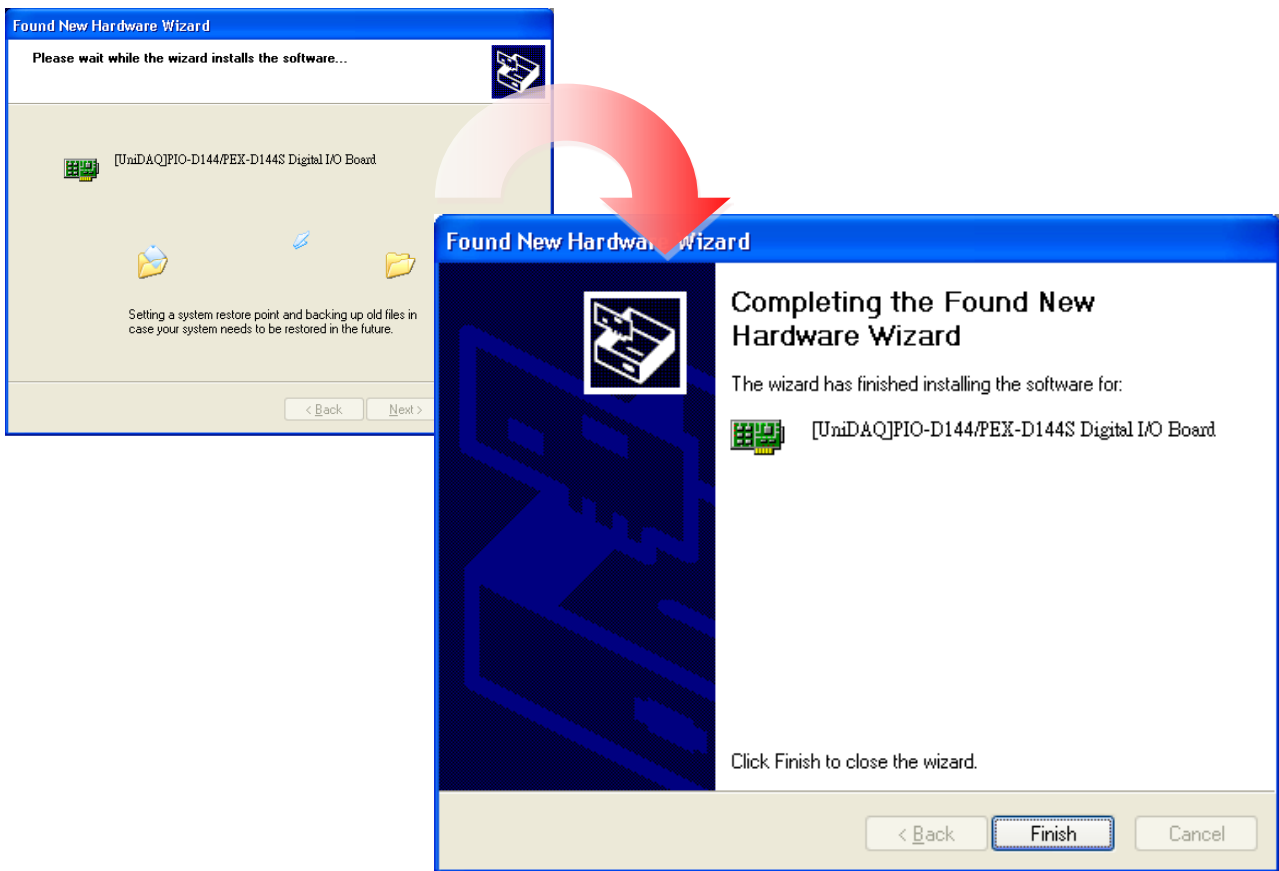 Found New Hardware Wizard
Please wait while the wizard installs the software...
[UniDAQ]PIO-D144/PEX-D144S Digital I/O Board
Setting a system restore point and backing up old files in
case your system needs to be restored in the future.
< Back Next >
Found New Hardware Wizard
Completing the Found New
Hardware Wizard
The wizard has finished installing the software for:
[UniDAQ]PIO-D144/PEX-D144S Digital I/O Board
Click Finish to close the wizard.
< Back Finish Cancel